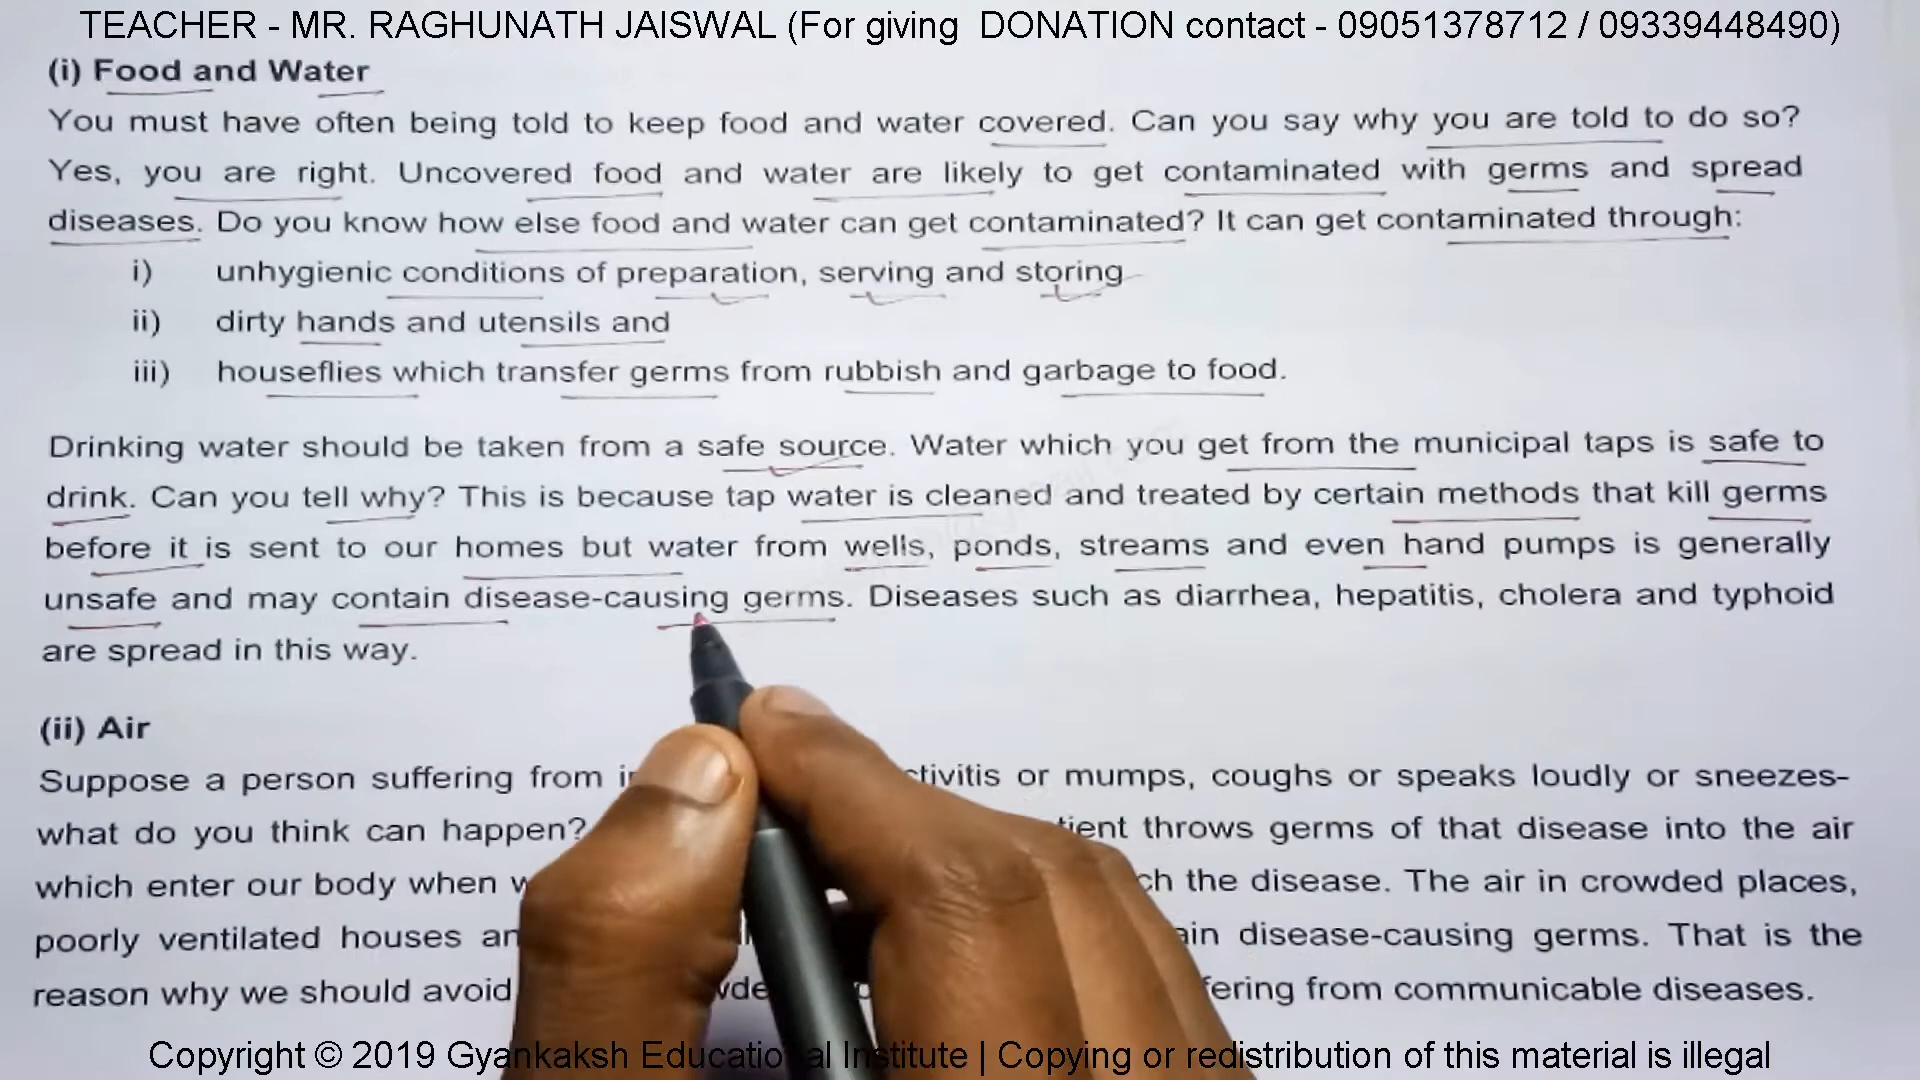 TEACHER - MR. RAGHUNATH JAISWAL (For giving  DONATION contact - 09051378712 / 09339448490)
(i) Food and Water
You must have often being told to keep food and water covered. Can you say why you are told to do so?
Yes, you are right. Uncovered food and water are likely to get contaminated with germs and spread
diseases. Do you know how else food and water can get contaminated? It can get contaminated through:
i) unhygienic conditions of preparation, serving and storing
ii) dirty hands and utensils and
iii) houseflies which transfer germs from rubbish and garbage to food.
Drinking water should be taken from a safe source. Water which you get from the municipal taps is safe to
drink. Can you tell why? This is because tap water is cleaned and treated by certain methods that kill germs
before it is sent to our homes but water from wells, ponds, streams and even hand pumps is generally
unsafe and may contain disease-causing germs. Diseases such as diarrhea, hepatitis, cholera and typhoid
are spread in this way.
(ii) Air
Suppose a person suffering from or mumps, coughs or speaks loudly or sneezes-
what do you think can happen? throws germs of that disease into the air
which enter our body when the disease. The air in crowded places,
poorly ventilated houses disease-causing germs. That is the
reason why we should avoid from communicable diseases.
Copyright © 2019 Gyankaksh Educational Institute | Copying or redistribution of this material is illegal